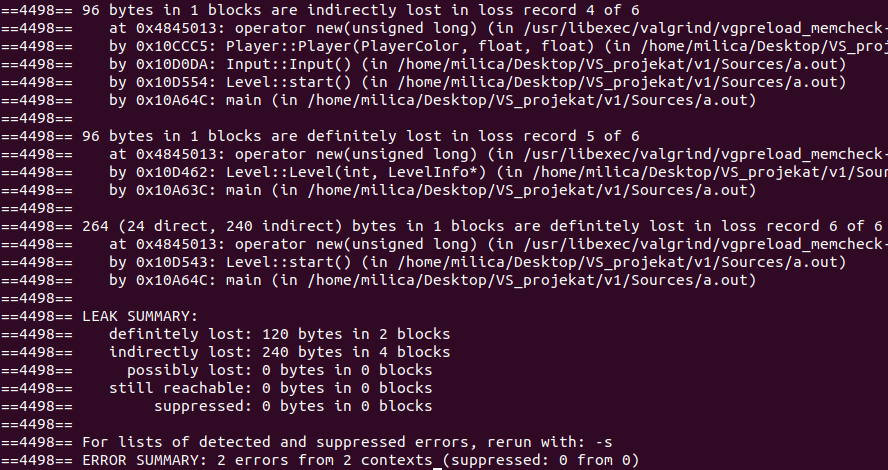 ==4498== 96 bytes in 1 blocks are indirectly lost in loss record 4 of 6
==4498==    at 0x4845013: operator new(unsigned long) (in /usr/libexec/valgrind/vgpreload_memcheck-
==4498==    by 0x10CCC5: Player::Player(PlayerColor, float, float) (in /home/milica/Desktop/VS_proj
==4498==    by 0x10D0DA: Input::Input() (in /home/milica/Desktop/VS_projekat/v1/Sources/a.out)
==4498==    by 0x10D554: Level::start() (in /home/milica/Desktop/VS_projekat/v1/Sources/a.out)
==4498==    by 0x10A64C: main (in /home/milica/Desktop/VS_projekat/v1/Sources/a.out)
==4498==
==4498== 96 bytes in 1 blocks are definitely lost in loss record 5 of 6
==4498==    at 0x4845013: operator new(unsigned long) (in /usr/libexec/valgrind/vgpreload_memcheck-
==4498==    by 0x10D462: Level::Level(int, LevelInfo*) (in /home/milica/Desktop/VS_projekat/v1/Sour
==4498==    by 0x10A63C: main (in /home/milica/Desktop/VS_projekat/v1/Sources/a.out)
==4498==
==4498== 264 (24 direct, 240 indirect) bytes in 1 blocks are definitely lost in loss record 6 of 6
==4498==    at 0x4845013: operator new(unsigned long) (in /usr/libexec/valgrind/vgpreload_memcheck-
==4498==    by 0x10D543: Level::start() (in /home/milica/Desktop/VS_projekat/v1/Sources/a.out)
==4498==    by 0x10A64C: main (in /home/milica/Desktop/VS_projekat/v1/Sources/a.out)
==4498==
==4498== LEAK SUMMARY:
==4498==    definitely lost: 120 bytes in 2 blocks
==4498==    indirectly lost: 240 bytes in 4 blocks
==4498==      possibly lost: 0 bytes in 0 blocks
==4498==    still reachable: 0 bytes in 0 blocks
==4498==         suppressed: 0 bytes in 0 blocks
==4498==
==4498== For lists of detected and suppressed errors, rerun with: -s
==4498== ERROR SUMMARY: 2 errors from 2 contexts (suppressed: 0 from 0)